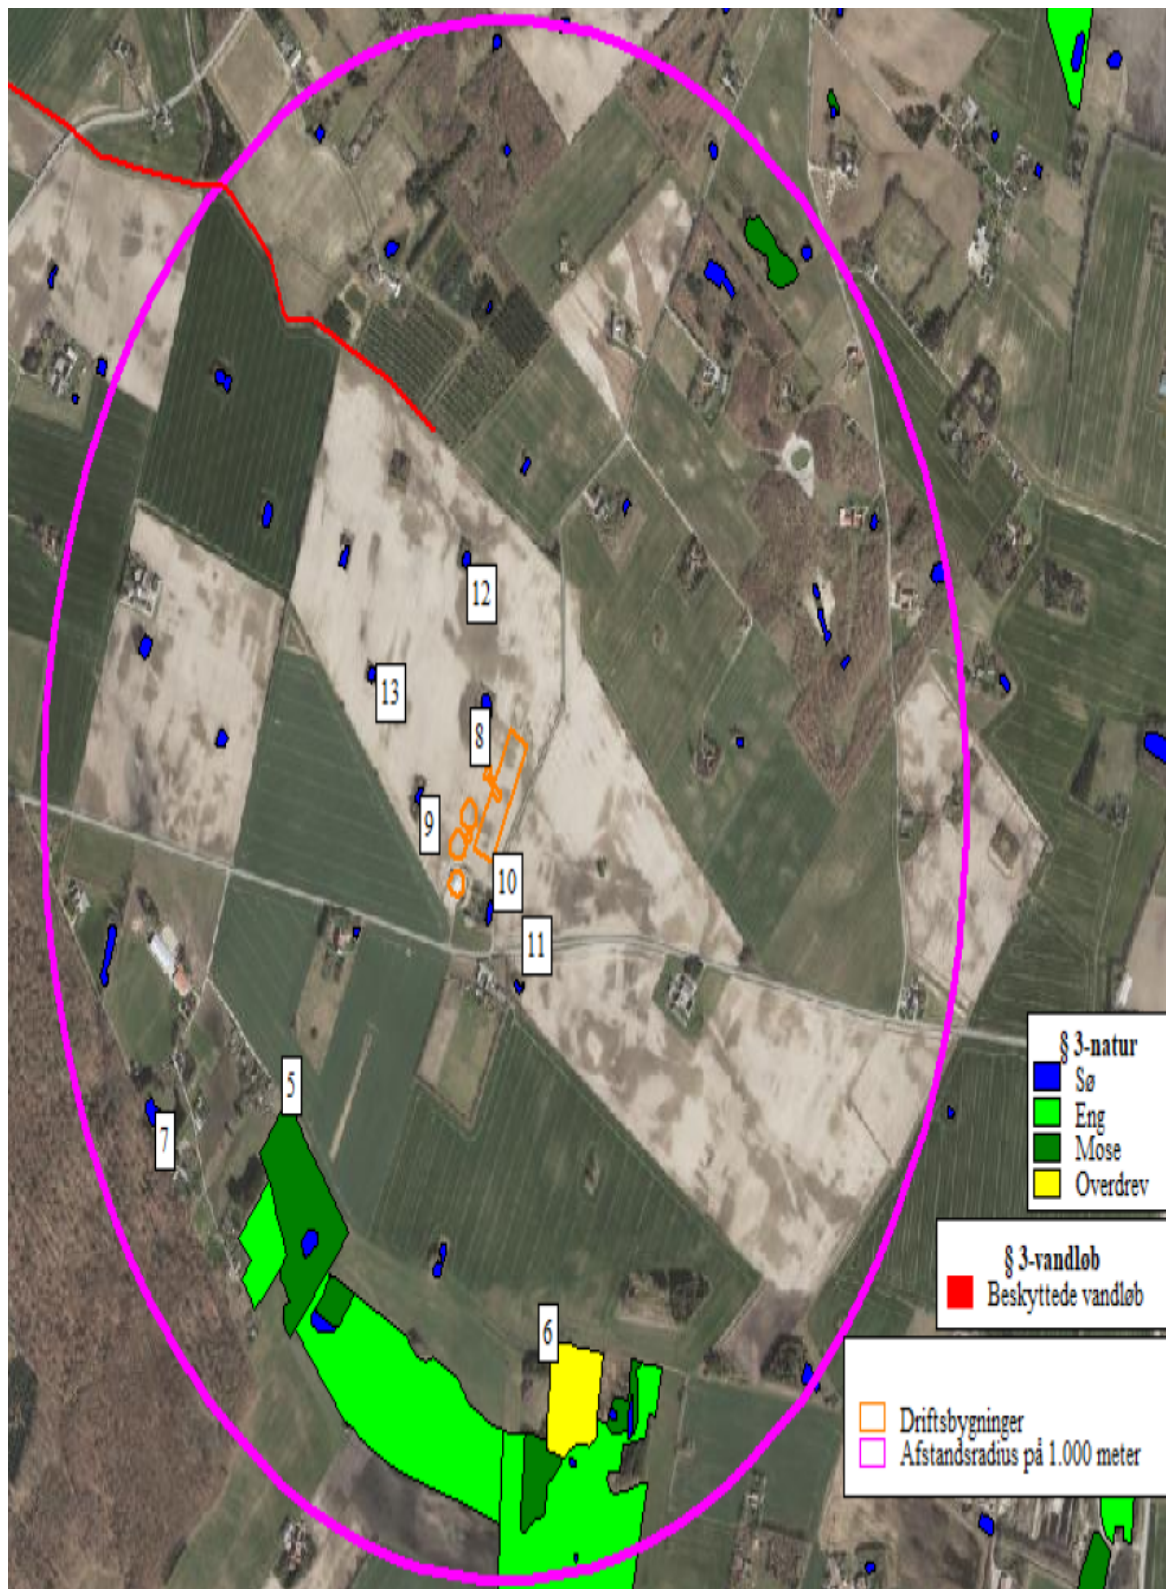 12
13
8
9
10
11
5
7
6
§ 3-natur
Sø
Eng
Mose
Overdrev
§ 3-vandløb
Beskyttede vandløb
Driftsbygninger
Afstandsradius på 1.000 meter